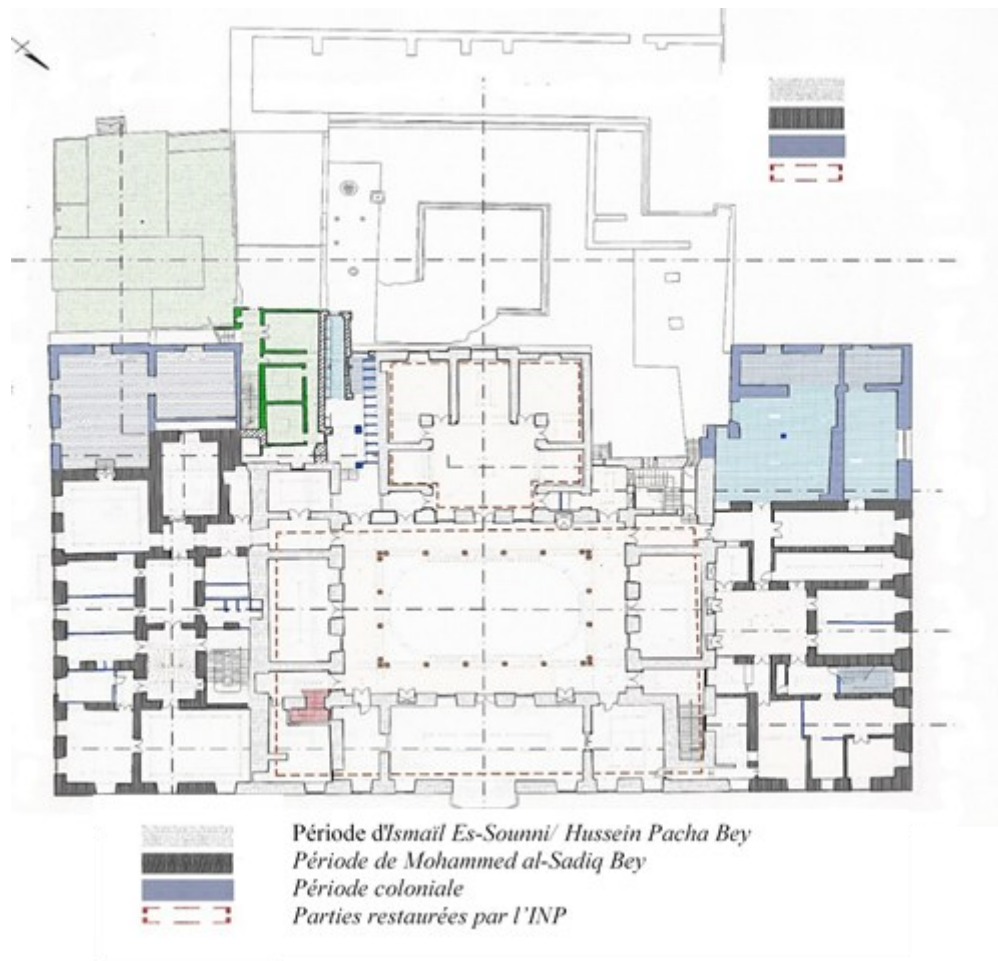 Période d'Ismaïl Es-Sounni/ Hussein Pacha Bey
Période de Mohammed al-Sadiq Bey
Période coloniale
Parties restaurées par l'INP